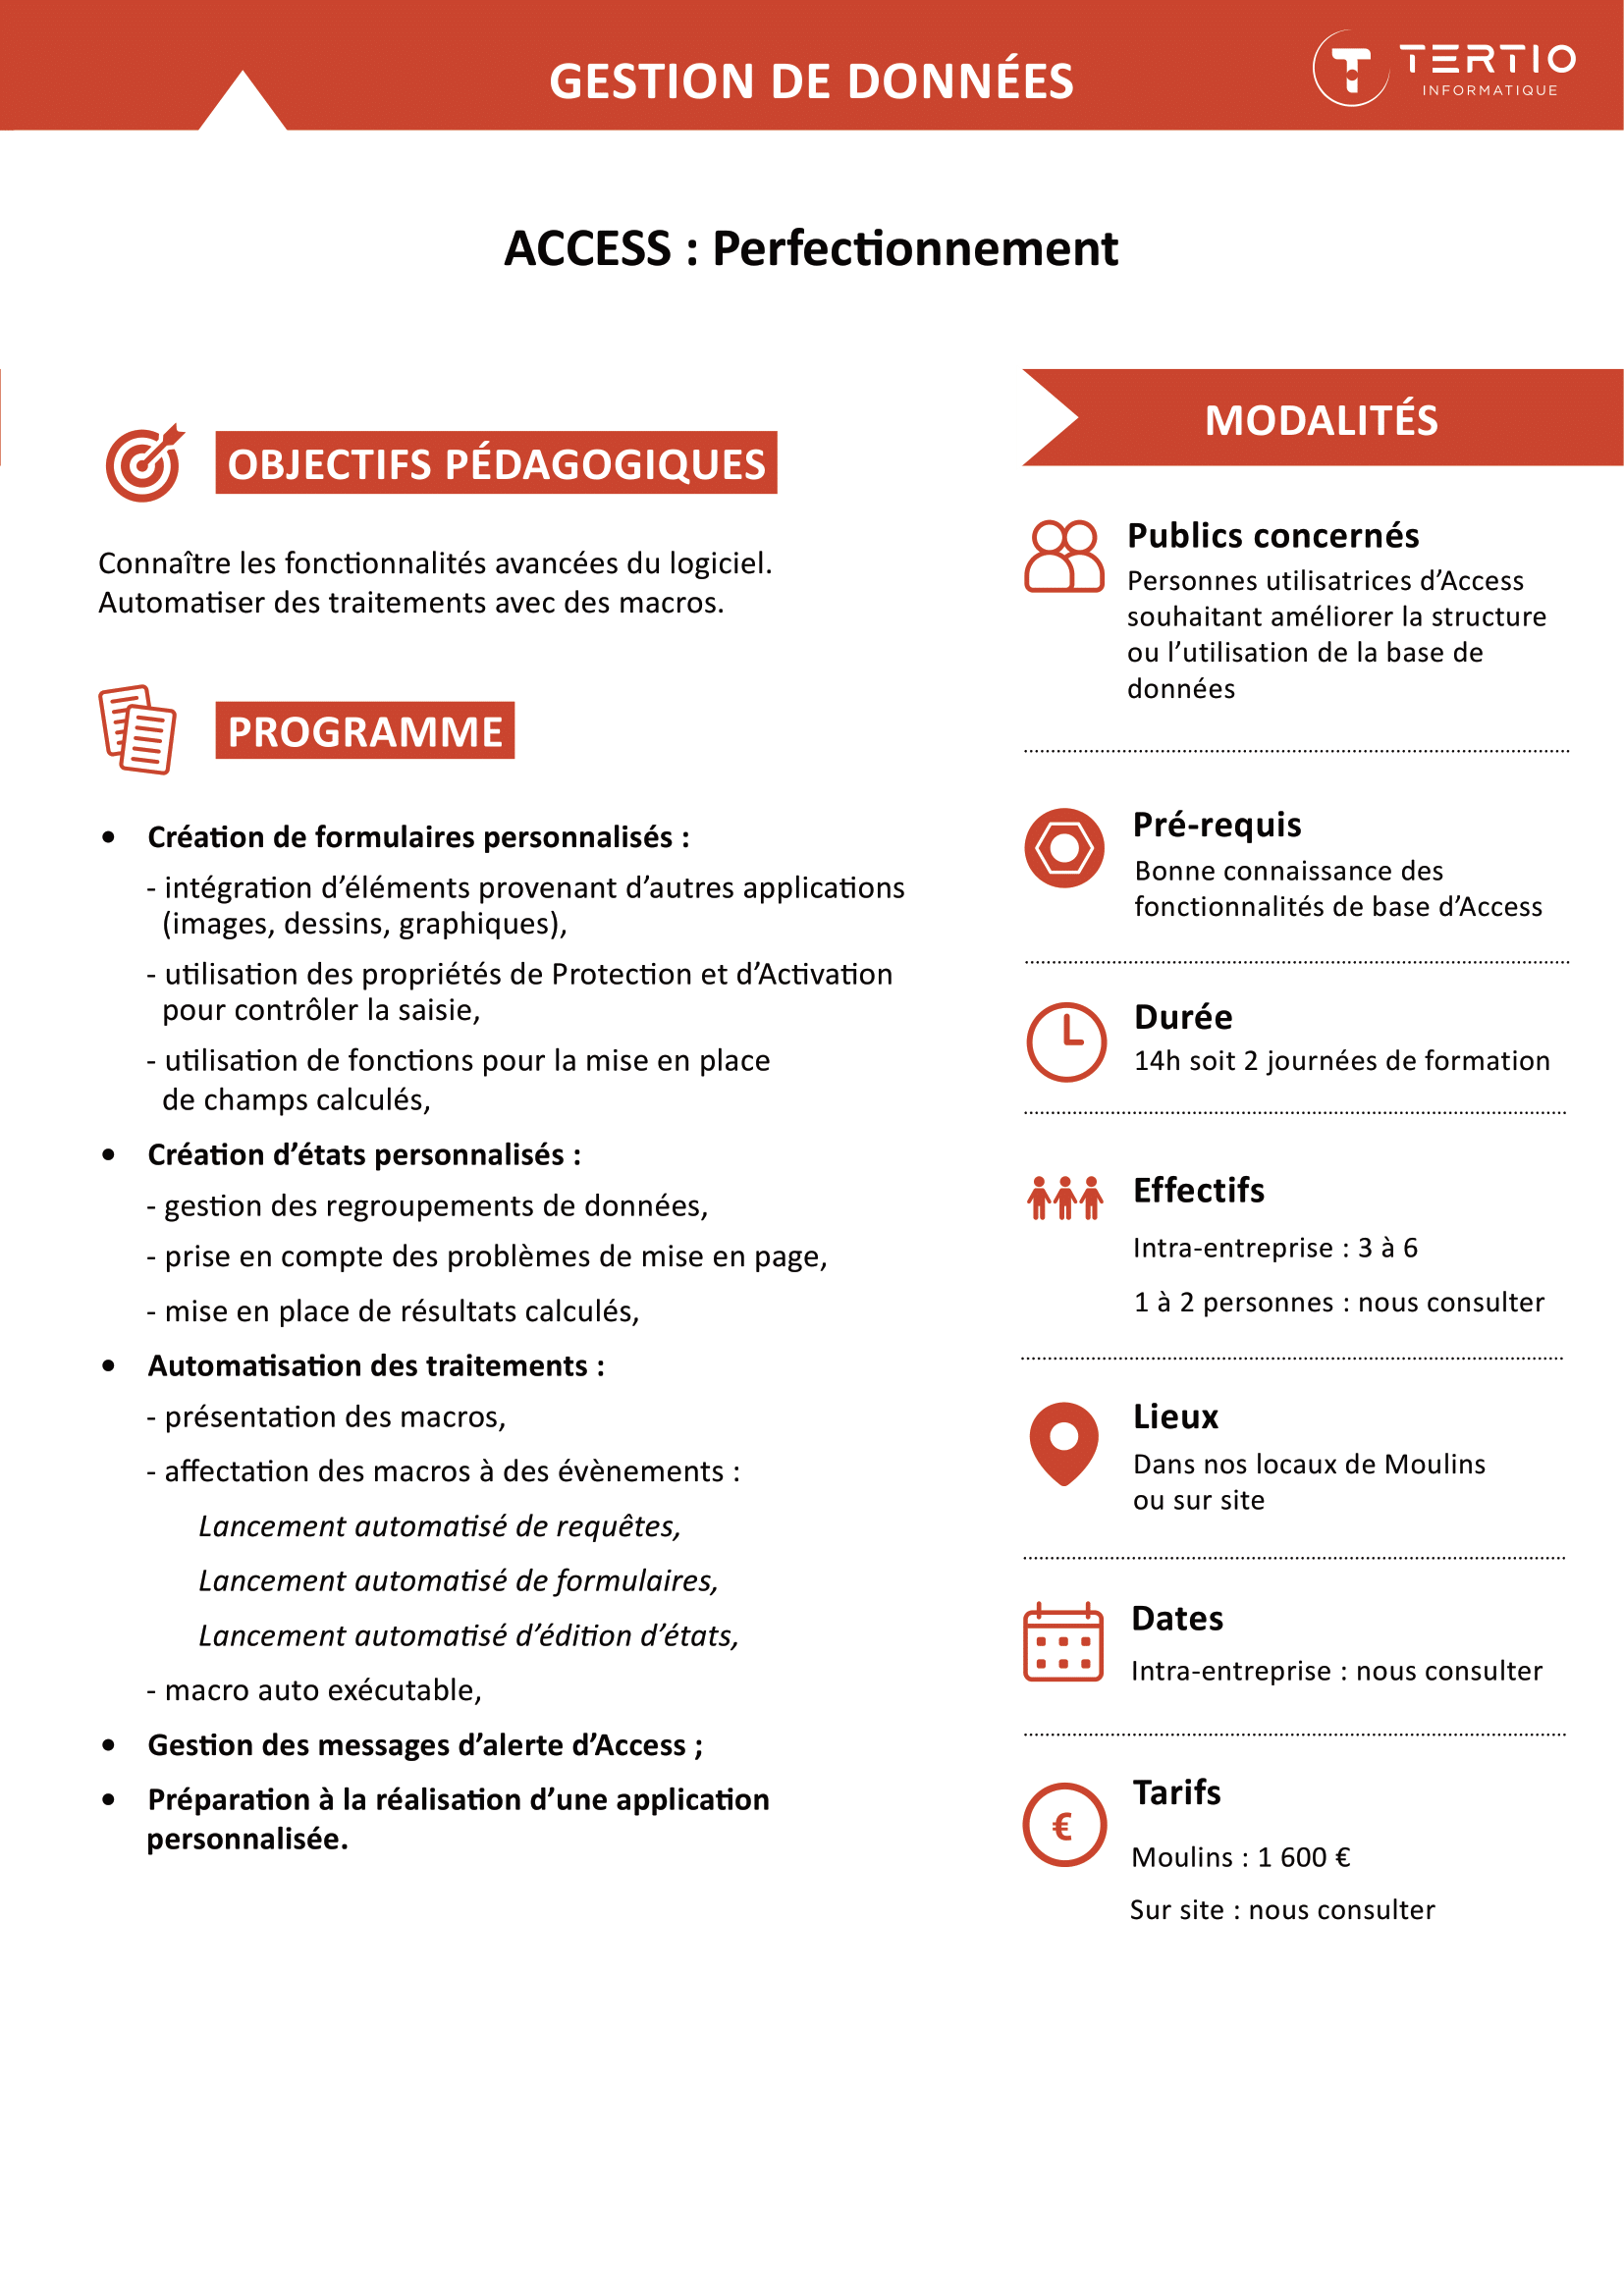 GESTION DE DONNÉES
TERTIO
INFORMATIQUE
ACCESS : Perfectionnement
OBJECTIFS PÉDAGOGIQUES
Connaître les fonctionnalités avancées du logiciel.
Automatiser des traitements avec des macros.
PROGRAMME
• Création de formulaires personnalisés :
- intégration d’éléments provenant d’autres applications
(images, dessins, graphiques),
- utilisation des propriétés de Protection et d’Activation
pour contrôler la saisie,
- utilisation de fonctions pour la mise en place
de champs calculés,
• Création d’états personnalisés :
- gestion des regroupements de données,
- prise en compte des problèmes de mise en page,
- mise en place de résultats calculés,
• Automatisation des traitements :
- présentation des macros,
- affectation des macros à des évènements :
Lancement automatisé de requêtes,
Lancement automatisé de formulaires,
Lancement automatisé d’édition d’états,
- macro auto exécutable,
• Gestion des messages d’alerte d’Access ;
• Préparation à la réalisation d’une application
personnalisée.
MODALITÉS
Publics concernés
Personnes utilisatrices d’Access
souhaitant améliorer la structure
ou l’utilisation de la base de
données
Pré-requis
Bonne connaissance des
fonctionnalités de base d’Access
Durée
14h soit 2 journées de formation
Effectifs
Intra-entreprise : 3 à 6
1 à 2 personnes : nous consulter
Lieux
Dans nos locaux de Moulins
ou sur site
Dates
Intra-entreprise : nous consulter
€
Tarifs
Moulins : 1 600 €
Sur site : nous consulter